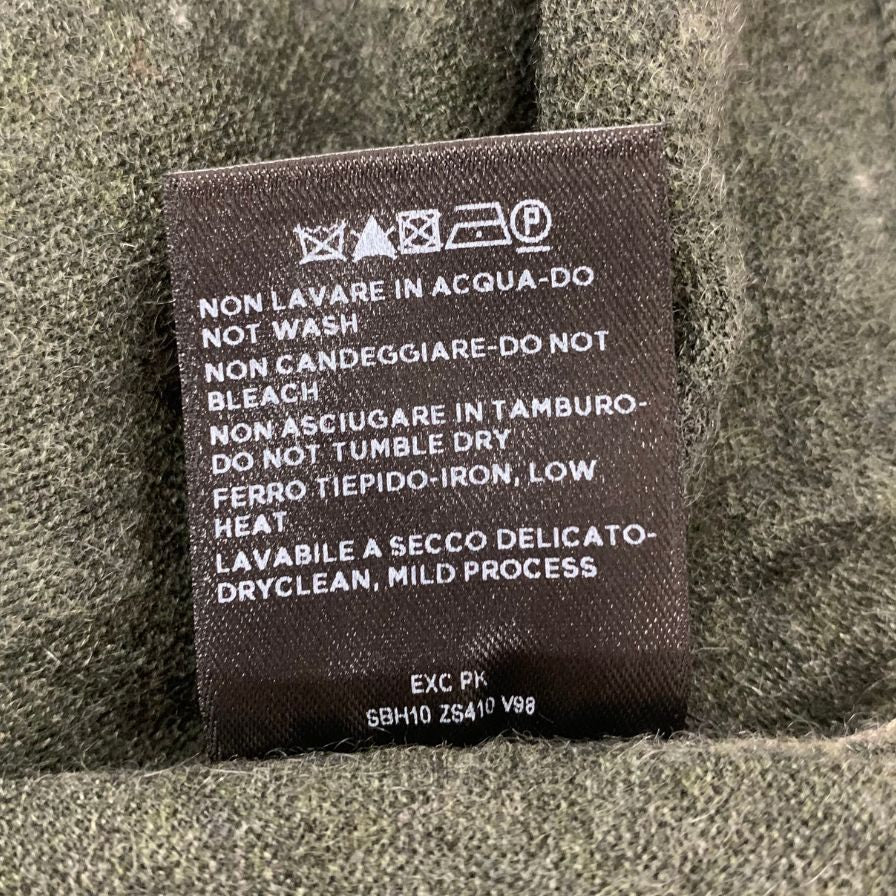 P
NON LAVARE IN ACQUA-DO
NOT WASH
NON CANDEGGIARE-DO NOT
BLEACH
NON ASCIUGARE IN TAMBURO-
DO NOT TUMBLE DRY
FERRO TIEPIDO-IRON, LOW
HEAT
LAVABILE A SECCO DELICATO-
DRYCLEAN, MILD PROCESS
EXC PK
SBH10 ZS410 V98